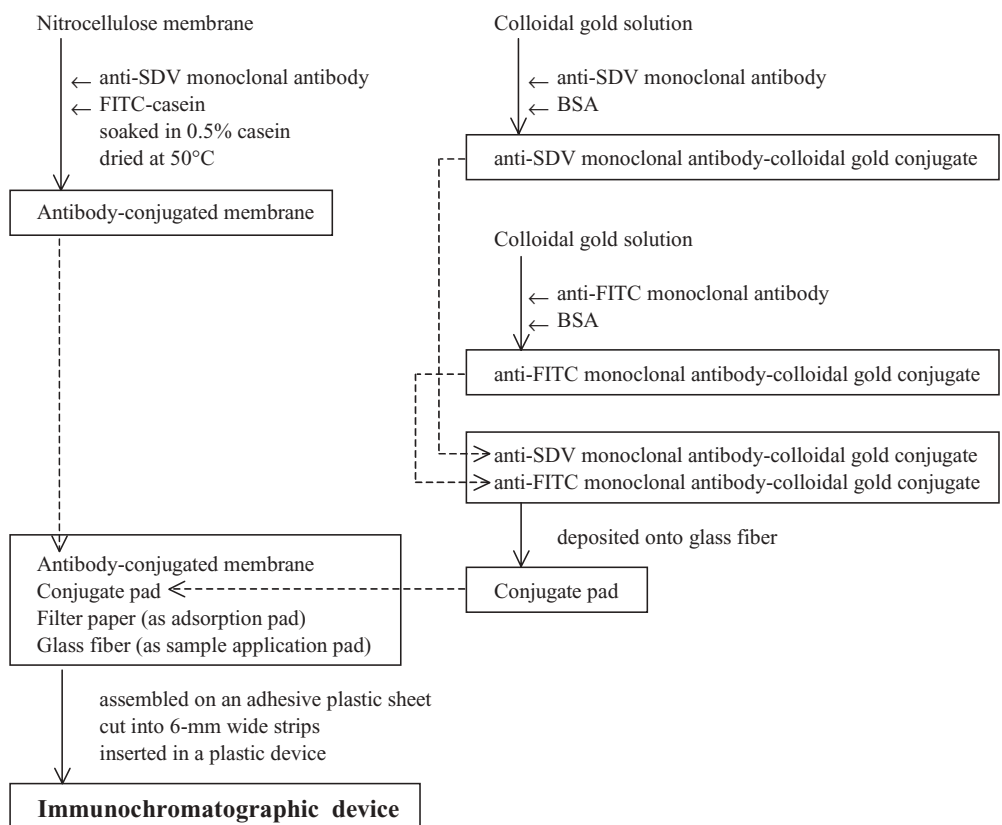 Nitrocellulose membrane
← anti-SDV monoclonal antibody
← FITC-casein
soaked in 0.5% casein
dried at 50°C
Antibody-conjugated membrane
Colloidal gold solution
← anti-SDV monoclonal antibody
← BSA
anti-SDV monoclonal antibody-colloidal gold conjugate
Colloidal gold solution
← anti-FITC monoclonal antibody
← BSA
anti-FITC monoclonal antibody-colloidal gold conjugate
anti-SDV monoclonal antibody-colloidal gold conjugate
anti-FITC monoclonal antibody-colloidal gold conjugate
deposited onto glass fiber
Conjugate pad
Antibody-conjugated membrane
Conjugate pad
Filter paper (as adsorption pad)
Glass fiber (as sample application pad)
assembled on an adhesive plastic sheet
cut into 6-mm wide strips
inserted in a plastic device
Immunochromatographic device